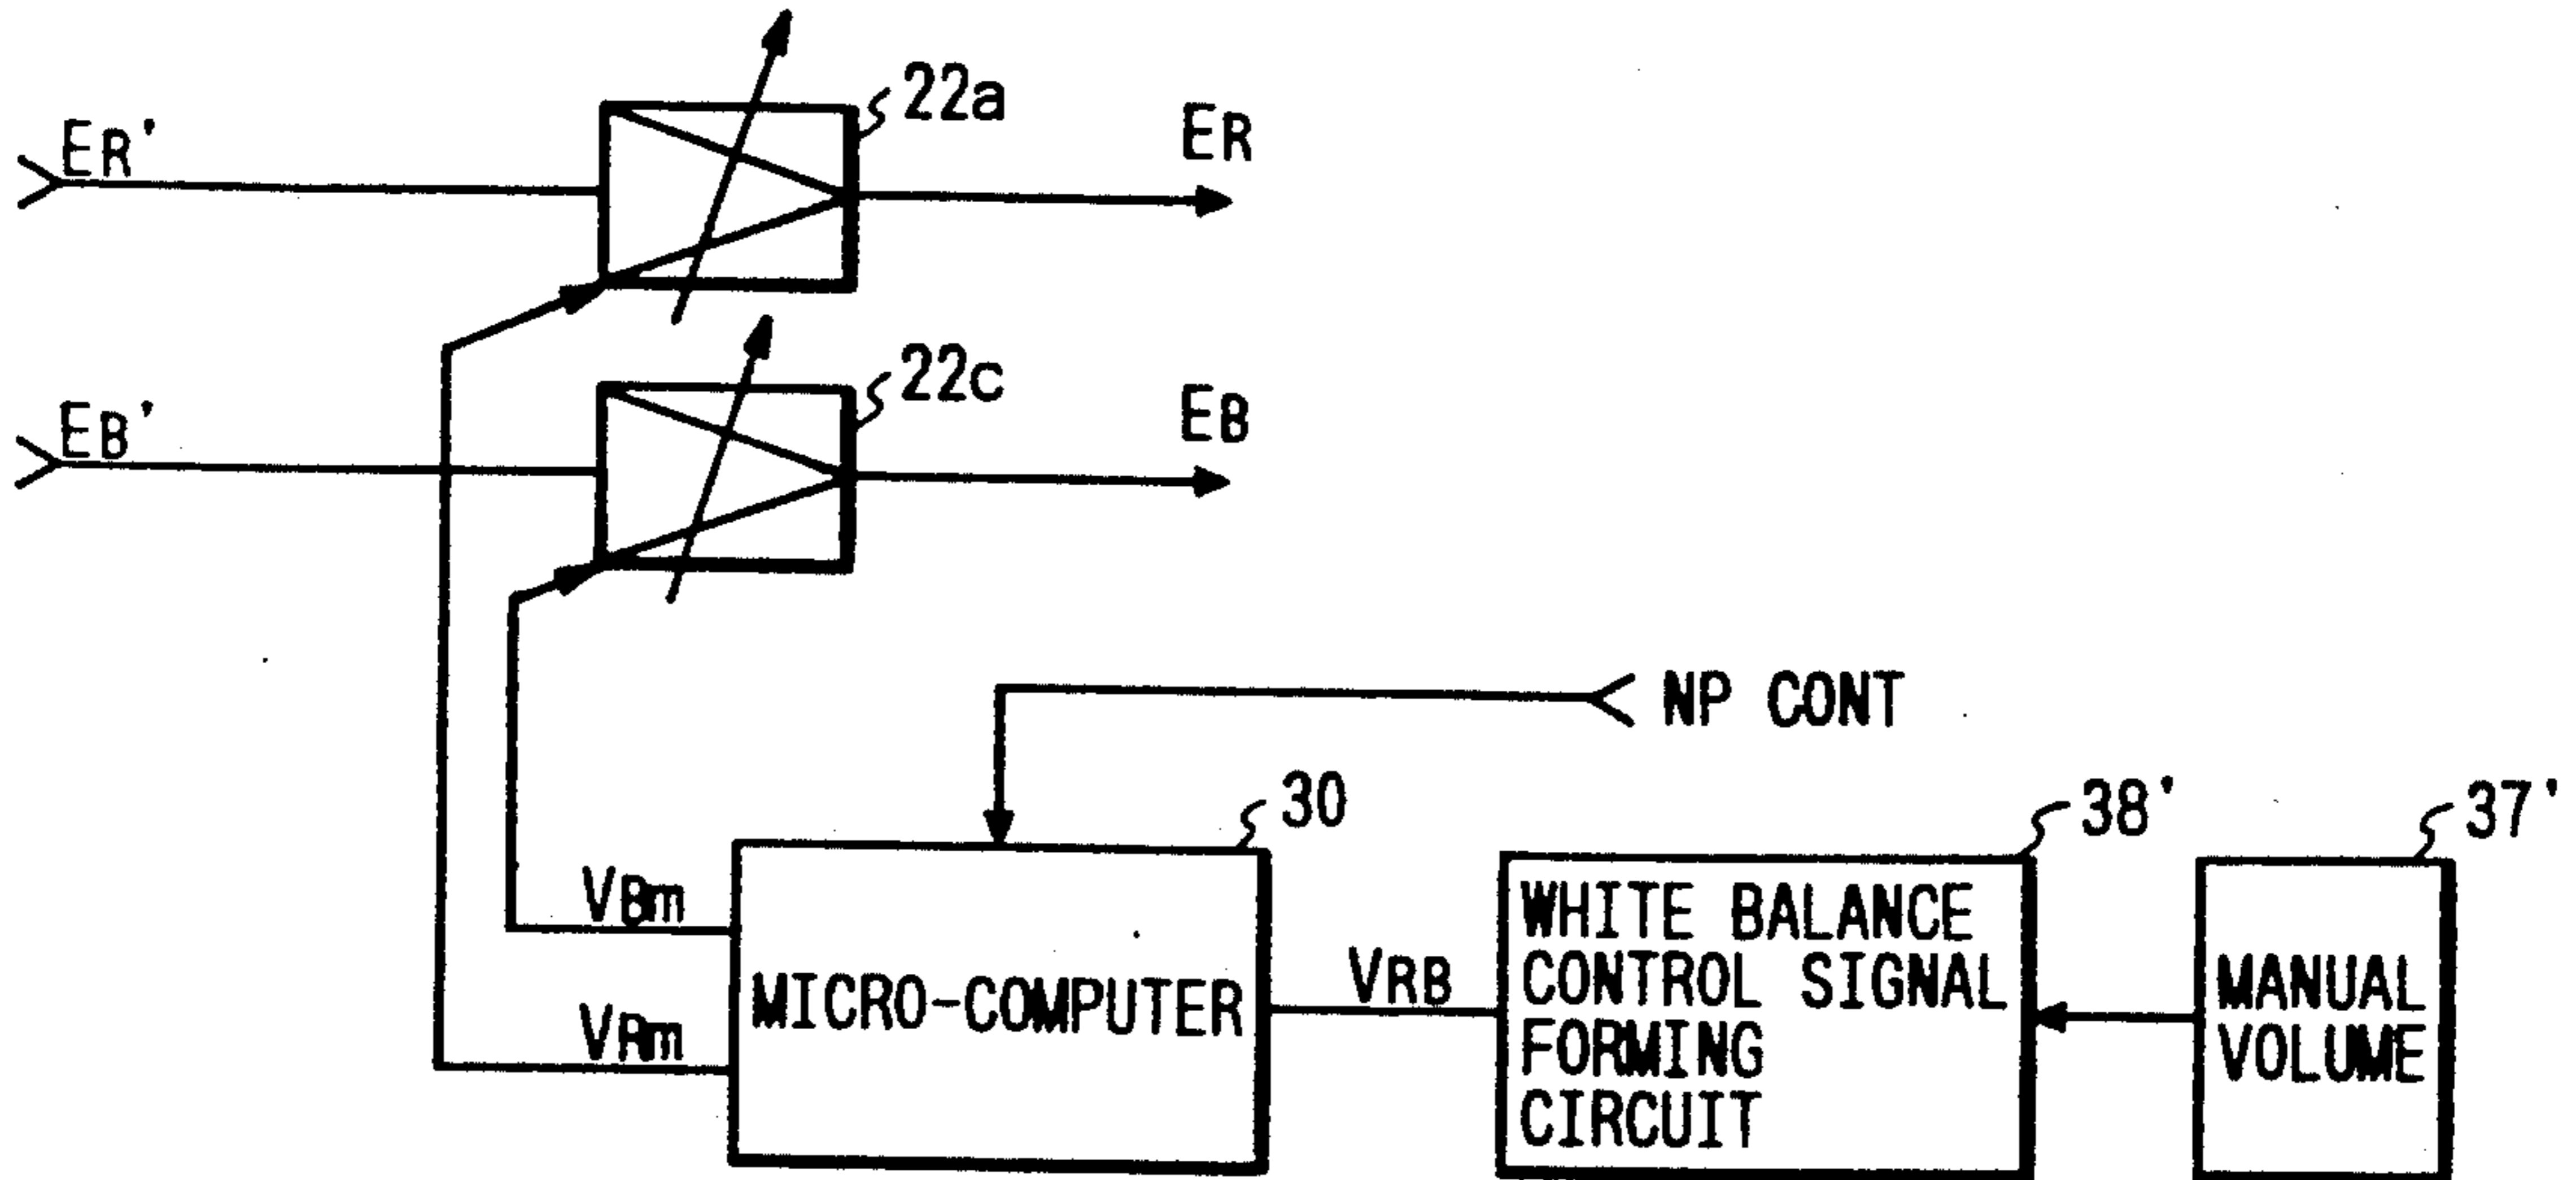 22a
ER'
ER
22c
EB'
EB
NP CONT
30
38'
37'
VBm
VRm
MICRO-COMPUTER
VRB
WHITE BALANCE
CONTROL SIGNAL
FORMING
CIRCUIT
MANUAL
VOLUME